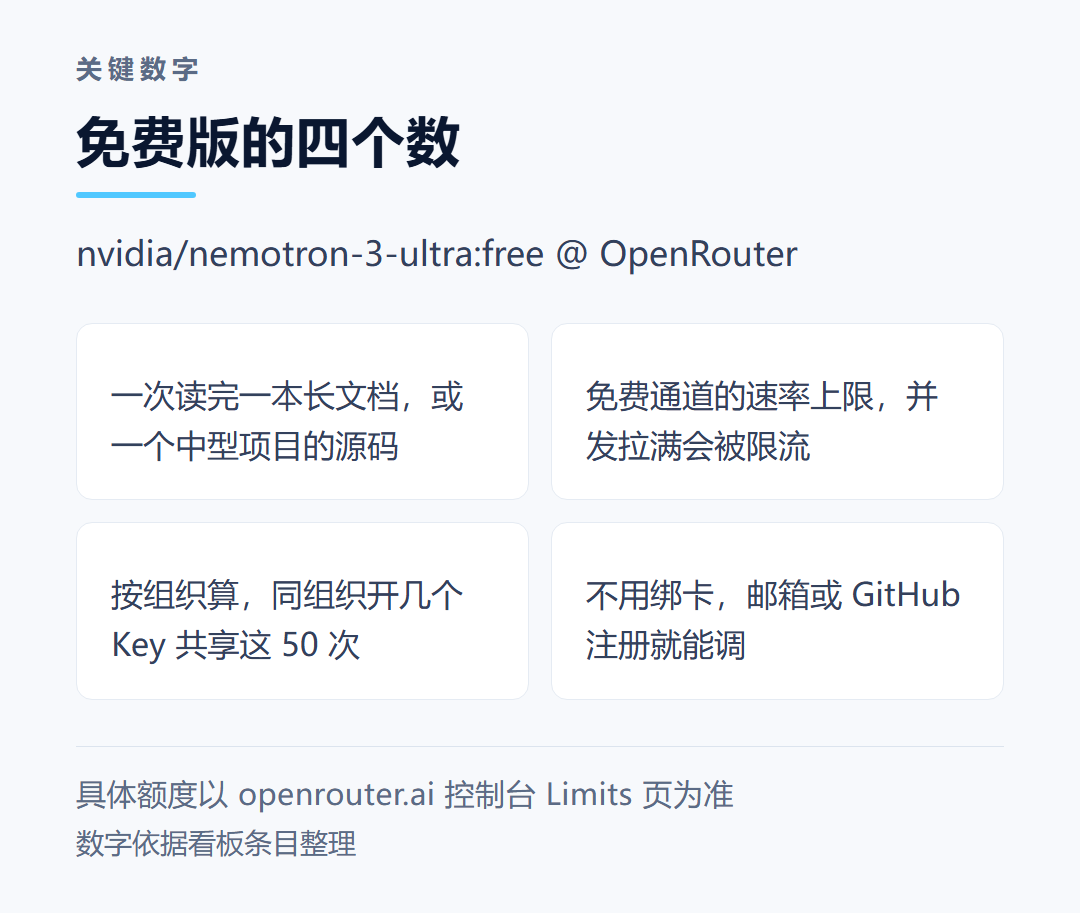 关键数字
免费版的四个数
nvidia/nemotron-3-ultra:free @ OpenRouter
一次读完一本长文档，或
一个中型项目的源码
免费通道的速率上限，并
发拉满会被限流
按组织算，同组织开几个
Key 共享这 50 次
不用绑卡，邮箱或 GitHub
注册就能调
具体额度以 openrouter.ai 控制台 Limits 页为准
数字依据看板条目整理